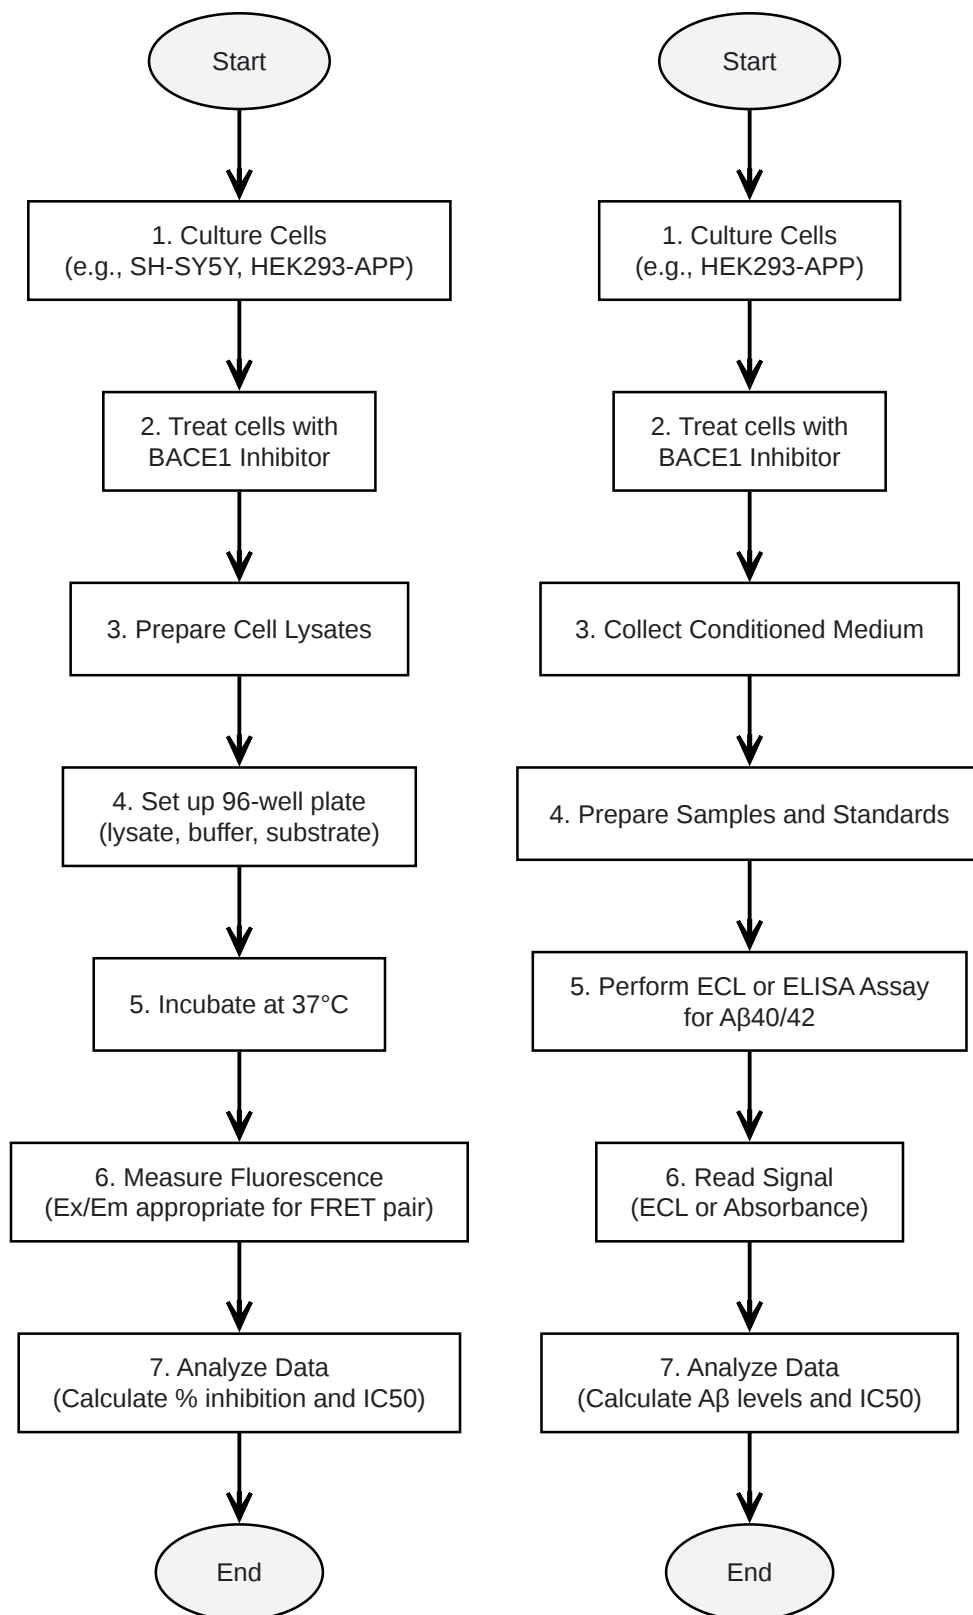 Start
1. Culture Cells
(e.g., SH-SY5Y, HEK293-APP)
2. Treat cells with
BACE1 Inhibitor
3. Prepare Cell Lysates
4. Set up 96-well plate
(lysate, buffer, substrate)
5. Incubate at 37°C
6. Measure Fluorescence
(Ex/Em appropriate for FRET pair)
7. Analyze Data
(Calculate % inhibition and IC50)
End
Start
1. Culture Cells
(e.g., HEK293-APP)
2. Treat cells with
BACE1 Inhibitor
3. Collect Conditioned Medium
4. Prepare Samples and Standards
5. Perform ECL or ELISA Assay
for Aβ40/42
6. Read Signal
(ECL or Absorbance)
7. Analyze Data
(Calculate Aβ levels and IC50)
End